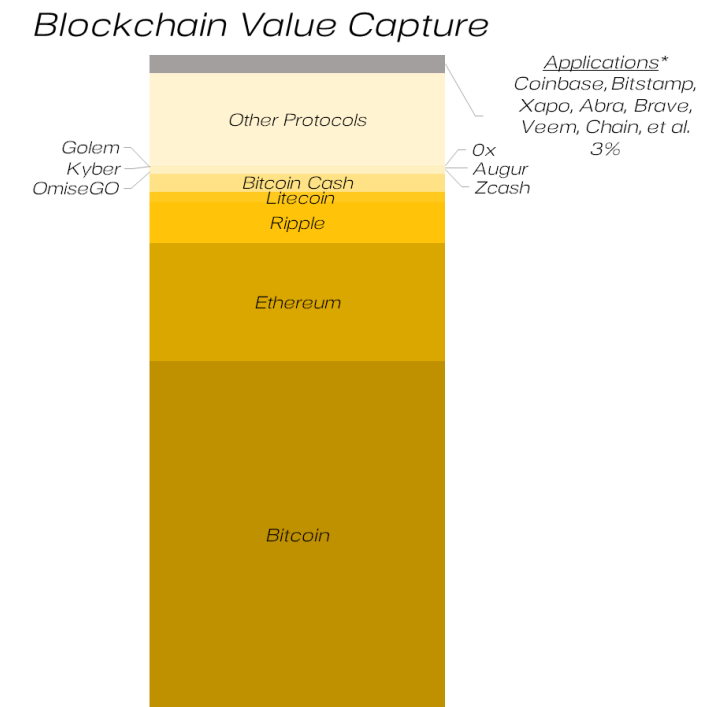 Blockchain Value Capture
Applications*
Coinbase, Bitstamp,
Xapo, Abra, Brave,
Veem, Chain, et al.
3%
Other Protocols
Golem
Kyber
OmiseGO
0x
Augur
Zcash
Bitcoin Cash
Litecoin
Ripple
Ethereum
Bitcoin